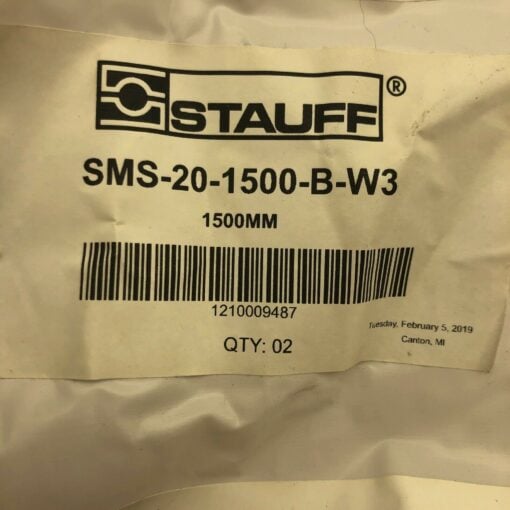 STAUFF®
SMS-20-1500-B-W3
1500MM
1210009487
Tuesday, February 5, 2019
Canton, MI
QTY: 02